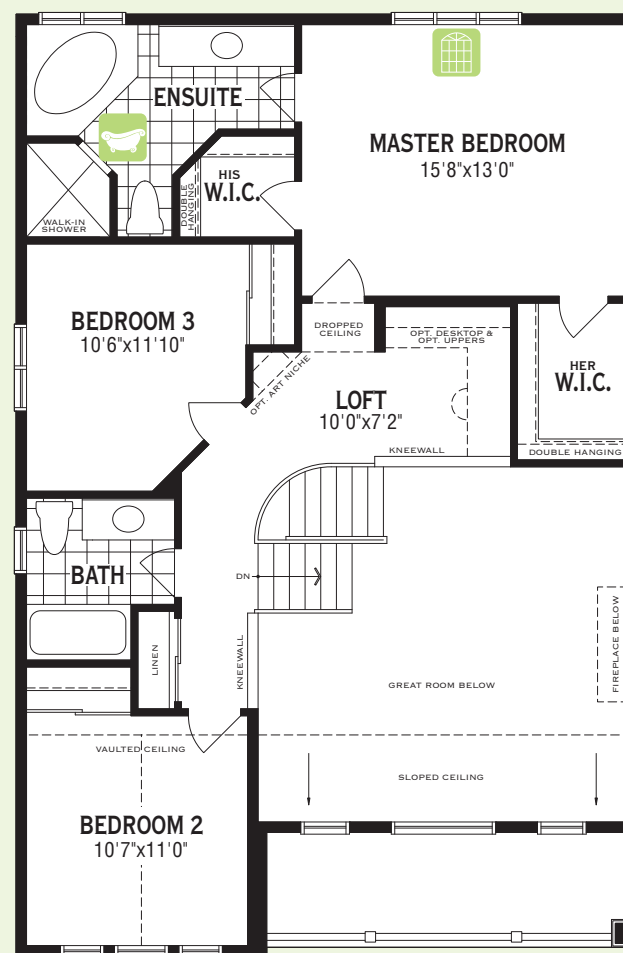 ENSUITE
MASTER BEDROOM
15'8"x13'0"
HIS
W.I.C.
DOUBLE
HANGING
WALK-IN
SHOWER
BEDROOM 3
10'6"x11'10"
DROPPED
CEILING
OPT. DESKTOP &
OPT. UPPERS
OPT. ART NICHE
LOFT
10'0"x7'2"
HER
W.I.C.
KNEEWALL
DOUBLE HANGING
BATH
DN
LINEN
KNEEWALL
FIREPLACE BELOW
GREAT ROOM BELOW
VAULTED CEILING
SLOPED CEILING
BEDROOM 2
10'7"x11'0"